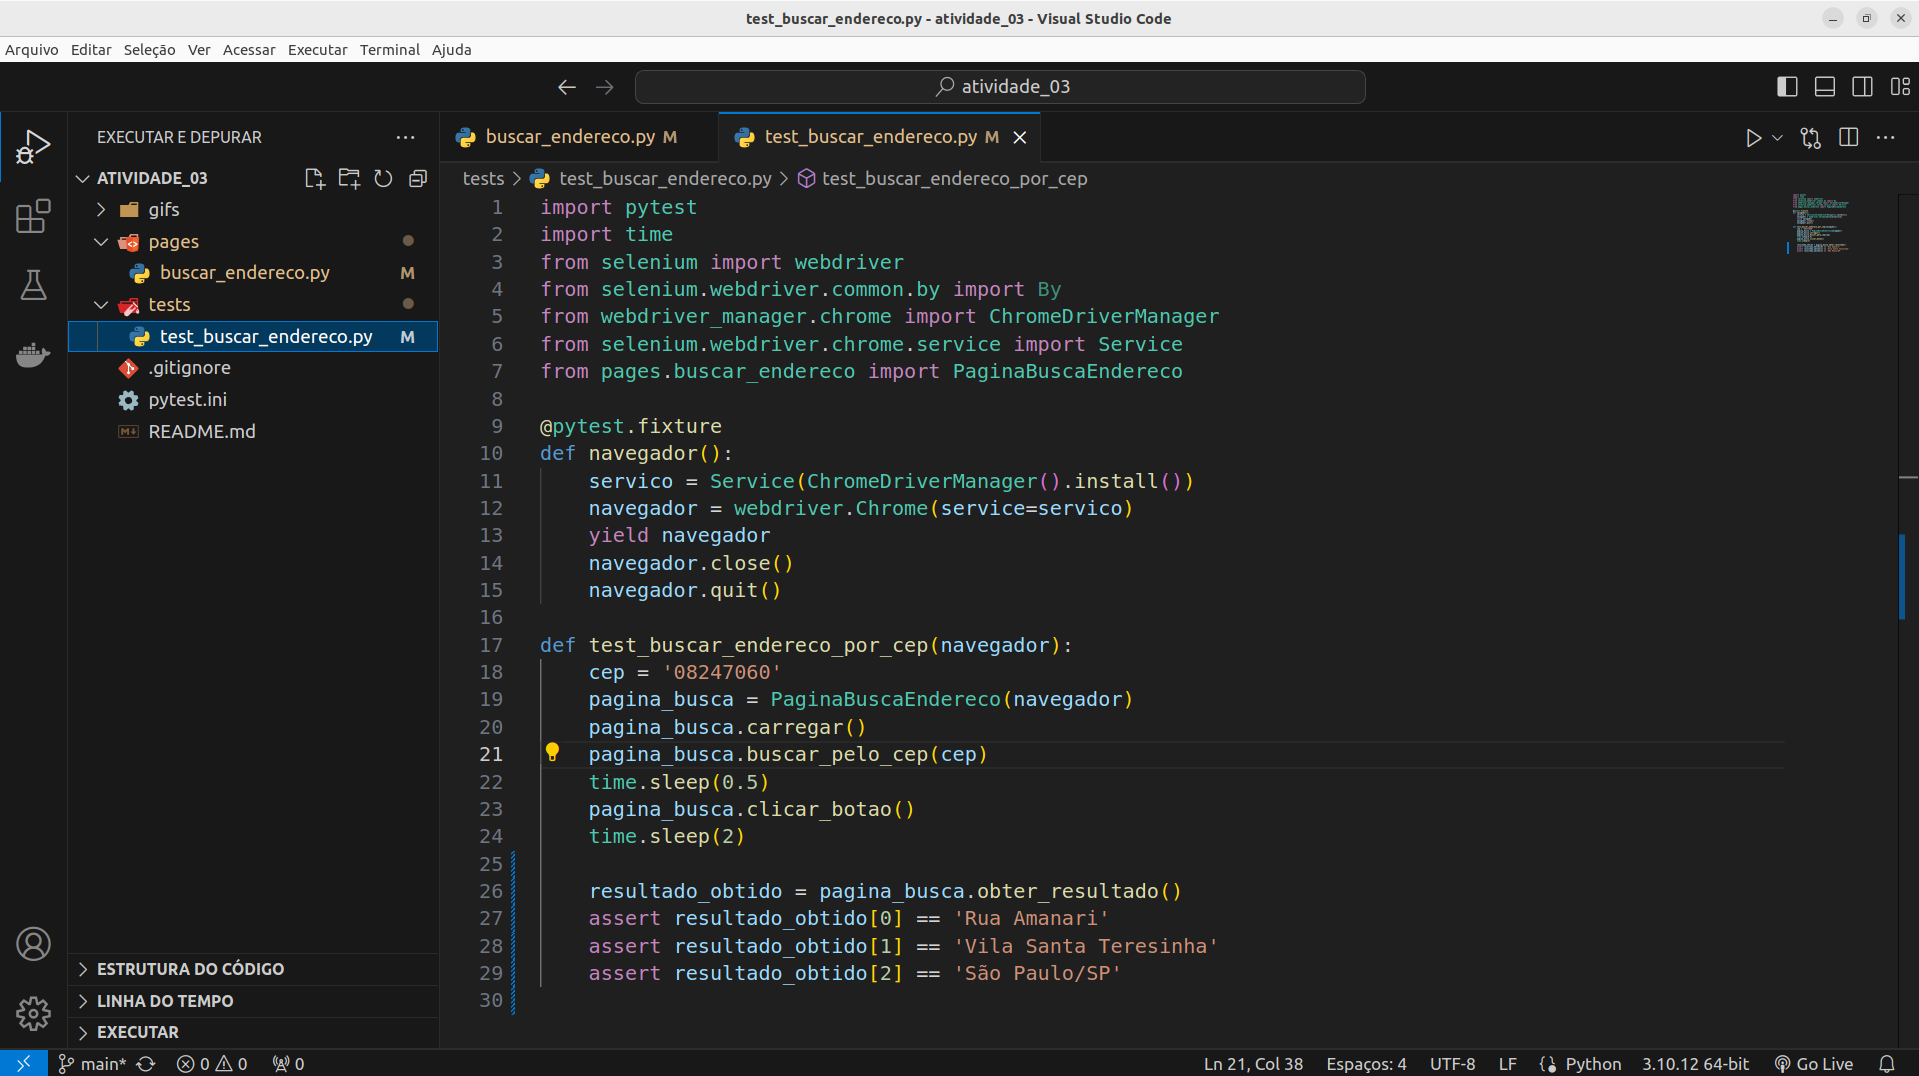 test_buscar_endereco.py - atividade_03 - Visual Studio Code
Arquivo Editar Seleção Ver Acessar Executar Terminal Ajuda
atividade_03
EXECUTAR E DEPURAR
ATIVIDADE_03
gifs
pages
buscar_endereco.py M
tests
test_buscar_endereco.py M
.gitignore
pytest.ini
README.md
ESTRUTURA DO CÓDIGO
LINHA DO TEMPO
EXECUTAR
buscar_endereco.py M test_buscar_endereco.py M
tests > test_buscar_endereco.py > test_buscar_endereco_por_cep
1 import pytest
2 import time
3 from selenium import webdriver
4 from selenium.webdriver.common.by import By
5 from webdriver_manager.chrome import ChromeDriverManager
6 from selenium.webdriver.chrome.service import Service
7 from pages.buscar_endereco import PaginaBuscaEndereco
8
9 @pytest.fixture
10 def navegador():
11 servico = Service(ChromeDriverManager().install())
12 navegador = webdriver.Chrome(service=servico)
13 yield navegador
14 navegador.close()
15 navegador.quit()
16
17 def test_buscar_endereco_por_cep(navegador):
18 cep = '08247060'
19 pagina_busca = PaginaBuscaEndereco(navegador)
20 pagina_busca.carregar()
21 pagina_busca.buscar_pelo_cep(cep)
22 time.sleep(0.5)
23 pagina_busca.clicar_botao()
24 time.sleep(2)
25
26 resultado_obtido = pagina_busca.obter_resultado()
27 assert resultado_obtido[0] == 'Rua Amanari'
28 assert resultado_obtido[1] == 'Vila Santa Teresinha'
29 assert resultado_obtido[2] == 'São Paulo/SP'
30
main* 0 0 0 Ln 21, Col 38 Espaços: 4 UTF-8 LF Python 3.10.12 64-bit Go Live